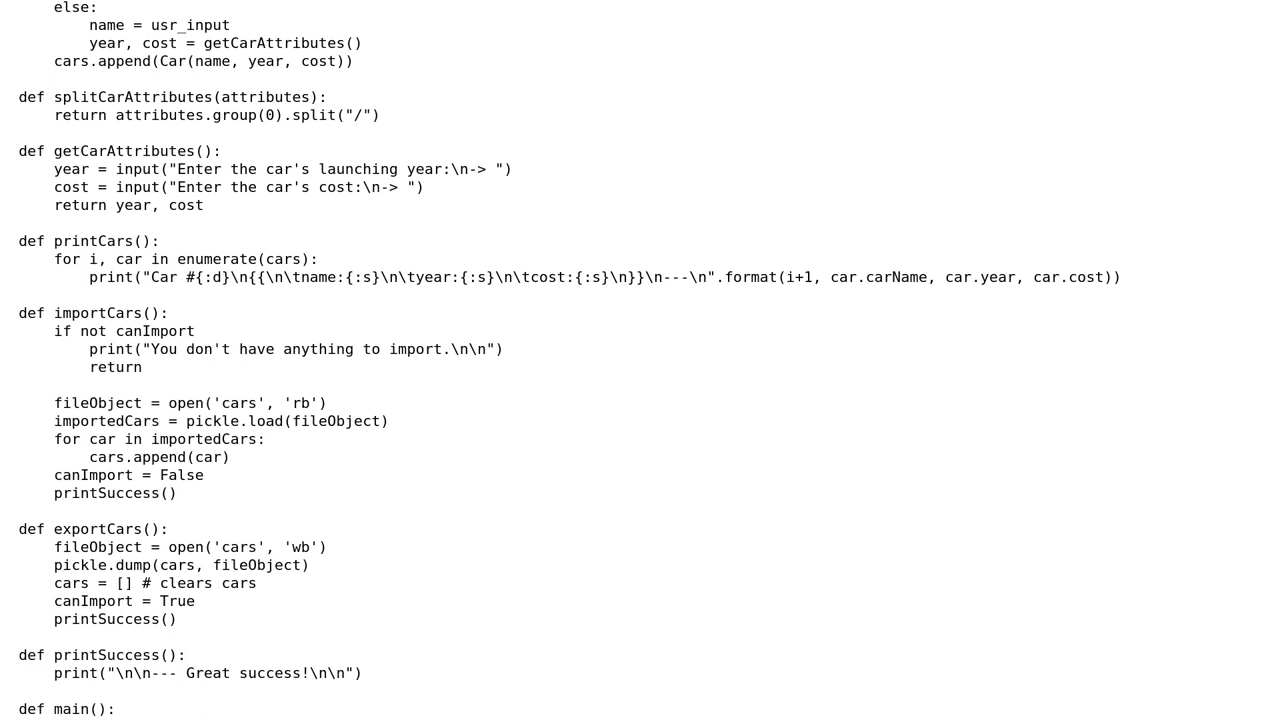 else:
        name = usr_input
        year, cost = getCarAttributes()
    cars.append(Car(name, year, cost))

def splitCarAttributes(attributes):
    return attributes.group(0).split("/")

def getCarAttributes():
    year = input("Enter the car's launching year:\n-> ")
    cost = input("Enter the car's cost:\n-> ")
    return year, cost

def printCars():
    for i, car in enumerate(cars):
        print("Car #{:d}\n{{\n\tname:{:s}\n\tyear:{:s}\n\tcost:{:s}\n}}\n---\n".format(i+1, car.carName, car.year, car.cost))

def importCars():
    if not canImport
        print("You don't have anything to import.\n\n")
        return

    fileObject = open('cars', 'rb')
    importedCars = pickle.load(fileObject)
    for car in importedCars:
        cars.append(car)
    canImport = False
    printSuccess()

def exportCars():
    fileObject = open('cars', 'wb')
    pickle.dump(cars, fileObject)
    cars = [] # clears cars
    canImport = True
    printSuccess()

def printSuccess():
    print("\n\n--- Great success!\n\n")

def main():